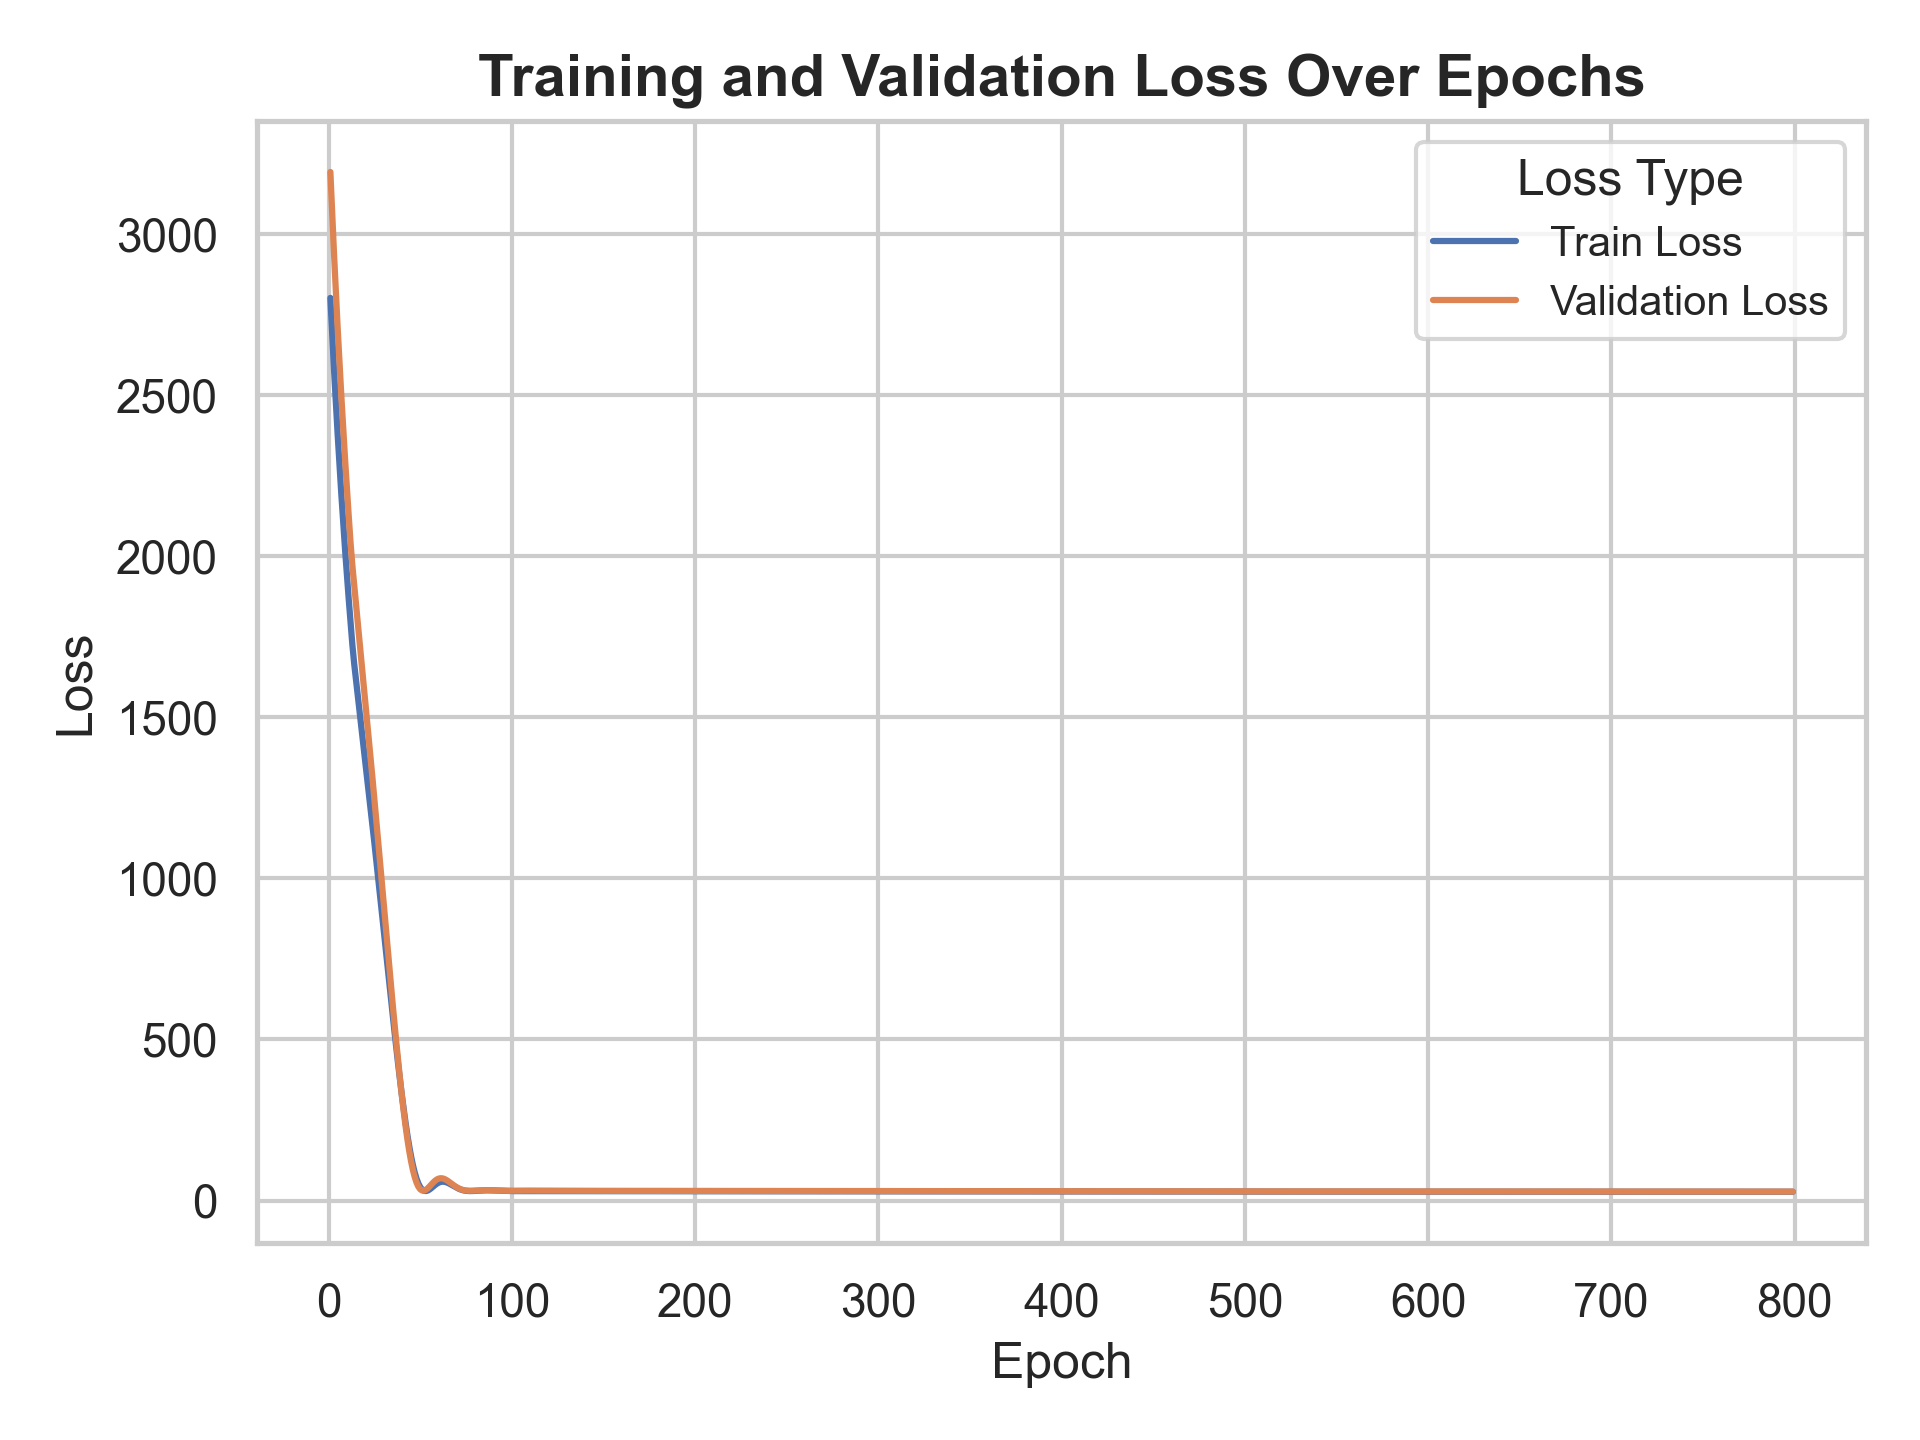 Training and Validation Loss Over Epochs
Loss Type
Train Loss
Validation Loss
3000
2500
2000
1500
1000
500
0
Loss
0 100 200 300 400 500 600 700 800
Epoch